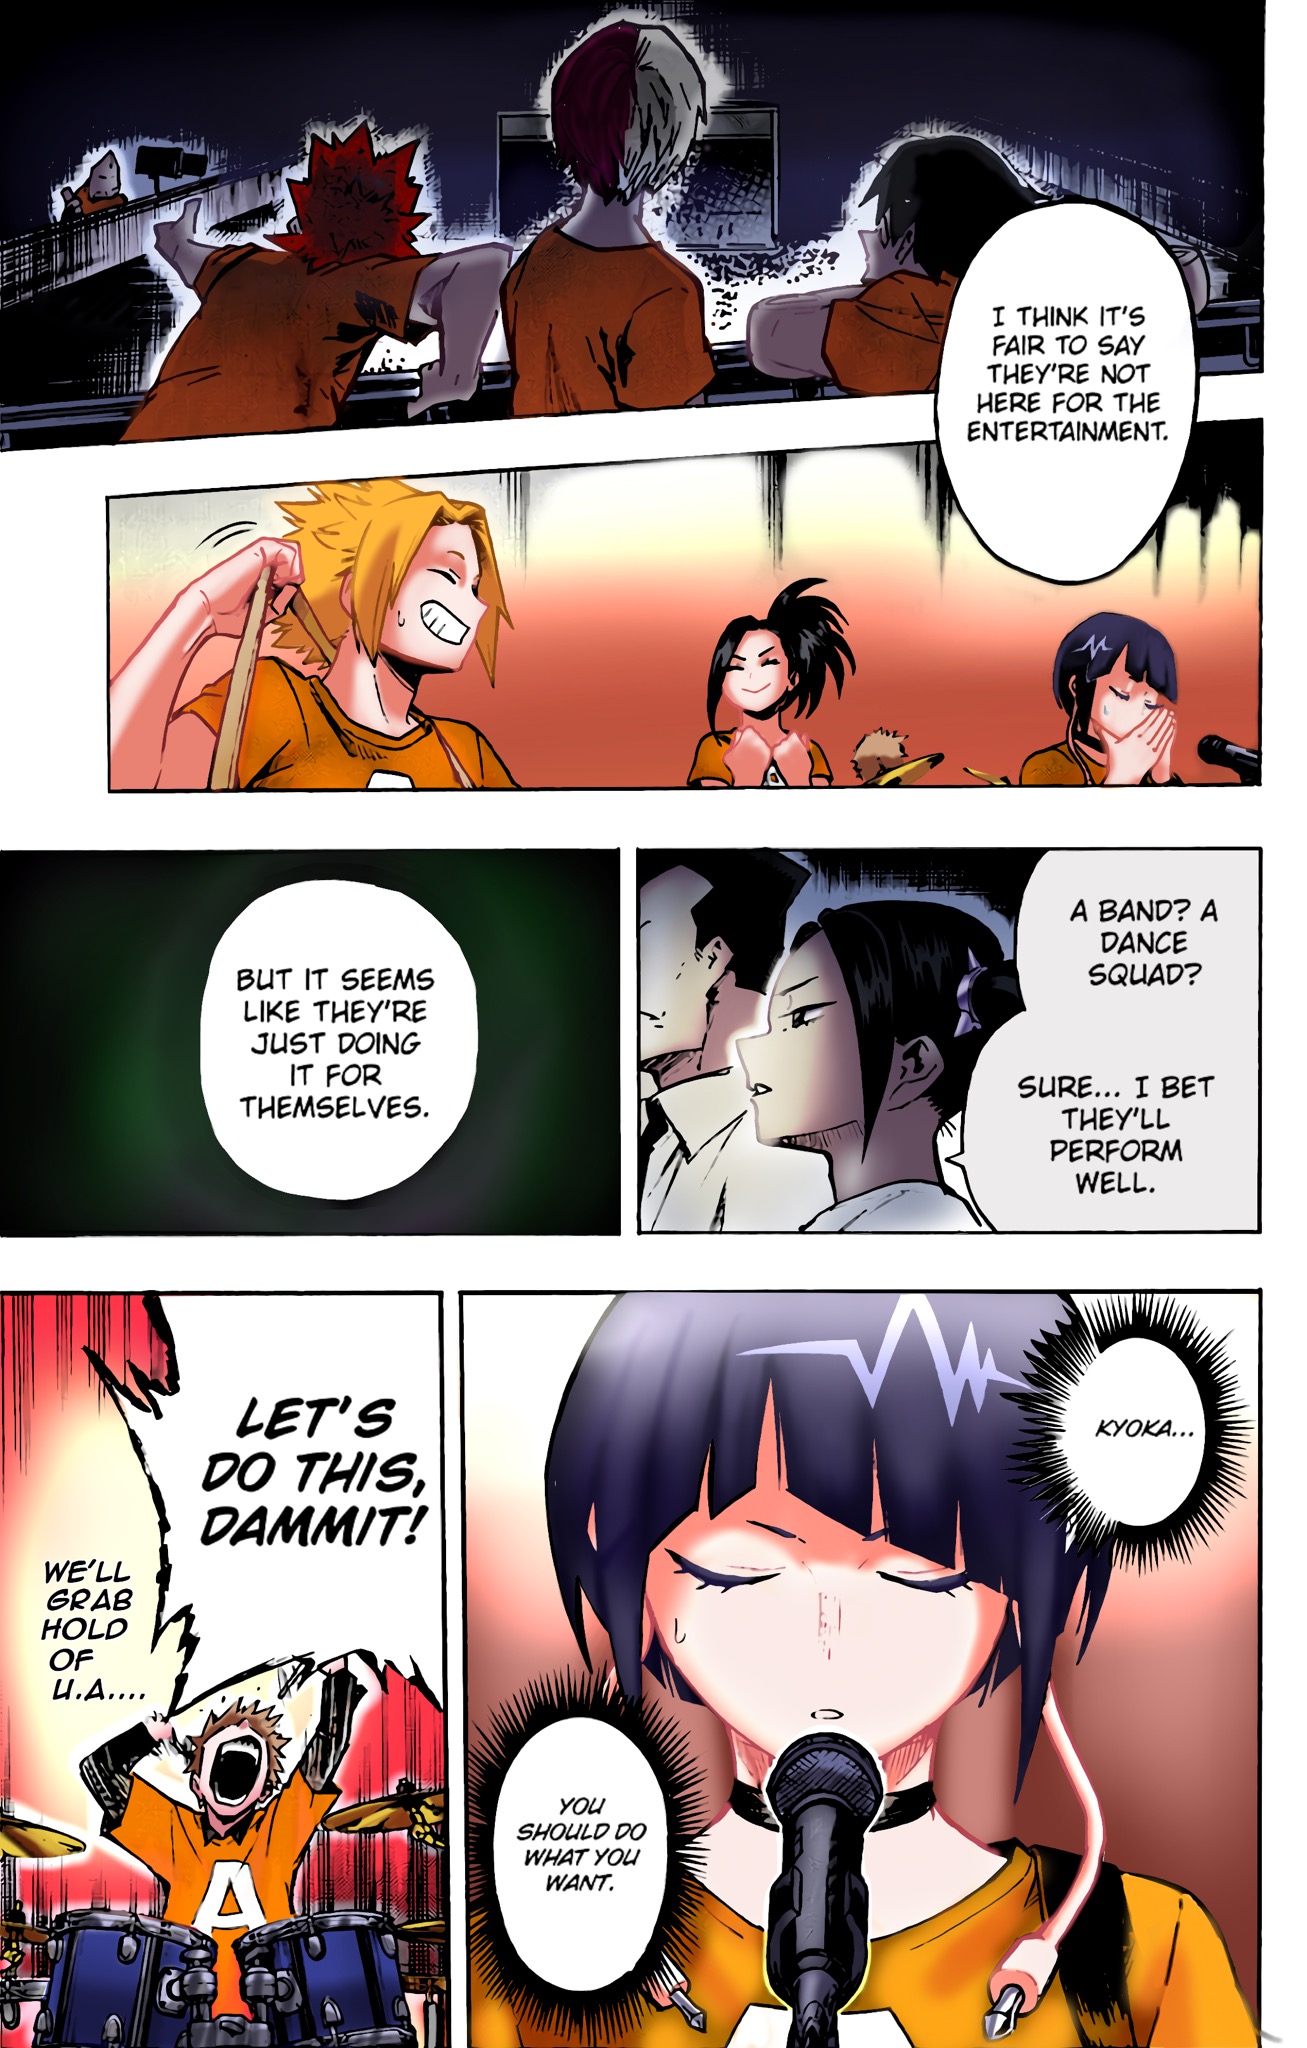 I THINK IT'S
FAIR TO SAY
THEY'RE NOT
HERE FOR THE
ENTERTAINMENT.
A BAND? A
DANCE
SQUAD?
SURE... I BET
THEY'LL
PERFORM
WELL.
BUT IT SEEMS
LIKE THEY'RE
JUST DOING
IT FOR
THEMSELVES.
KYOKA...
YOU
SHOULD DO
WHAT YOU
WANT.
LET'S
DO THIS,
DAMMIT!
WE'LL
GRAB
HOLD
OF
U.A....
A